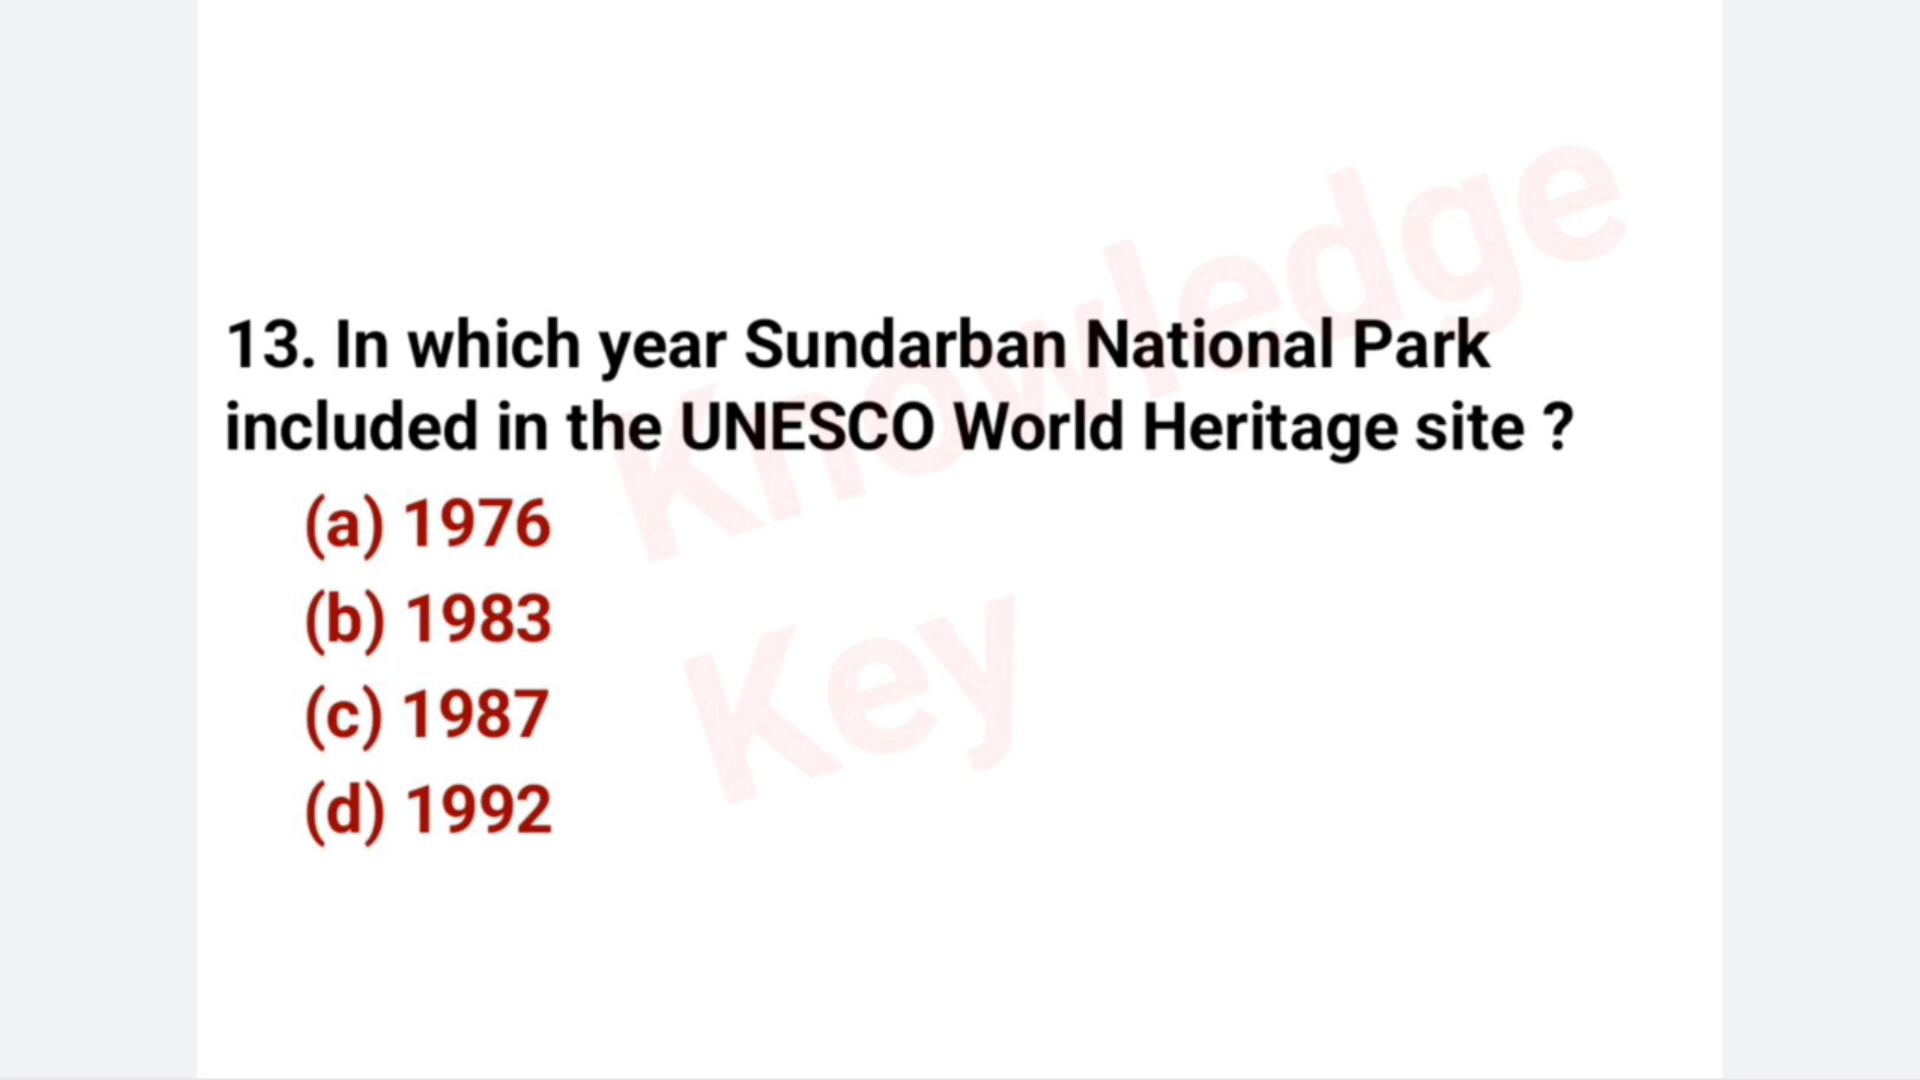 13. In which year Sundarban National Park
included in the UNESCO World Heritage site ?
(a) 1976
(b) 1983
(c) 1987
(d) 1992
Knowledge
Key